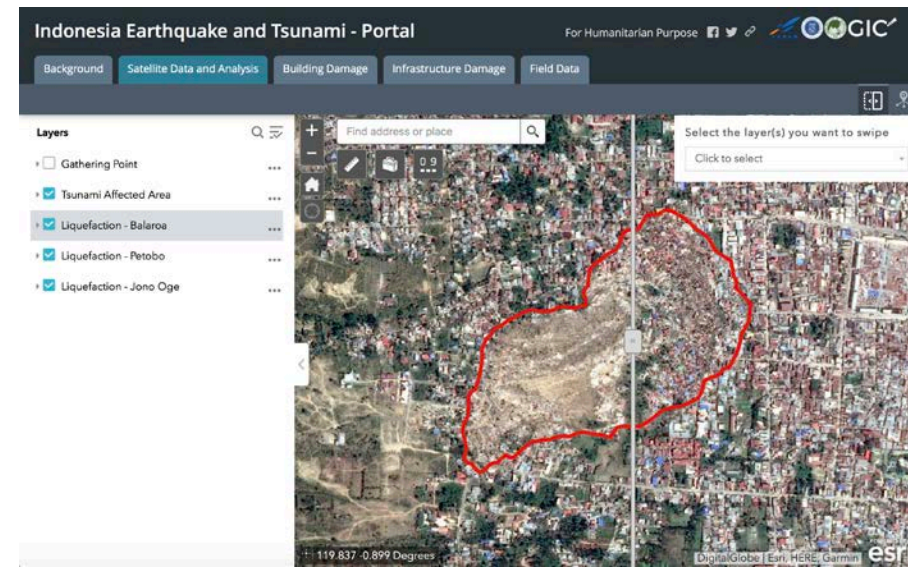 Indonesia Earthquake and Tsunami - Portal
For Humanitarian Purpose
GIC
Background
Satellite Data and Analysis
Building Damage
Infrastructure Damage
Field Data
Layers
Gathering Point
Tsunami Affected Area
Liquefaction - Balaroa
Liquefaction - Petobo
Liquefaction - Jono Oge
Find address or place
Select the layer(s) you want to swipe
Click to select
119.837 -0.899 Degrees
DigitalGlobe | Esri, HERE, Garmin
esri